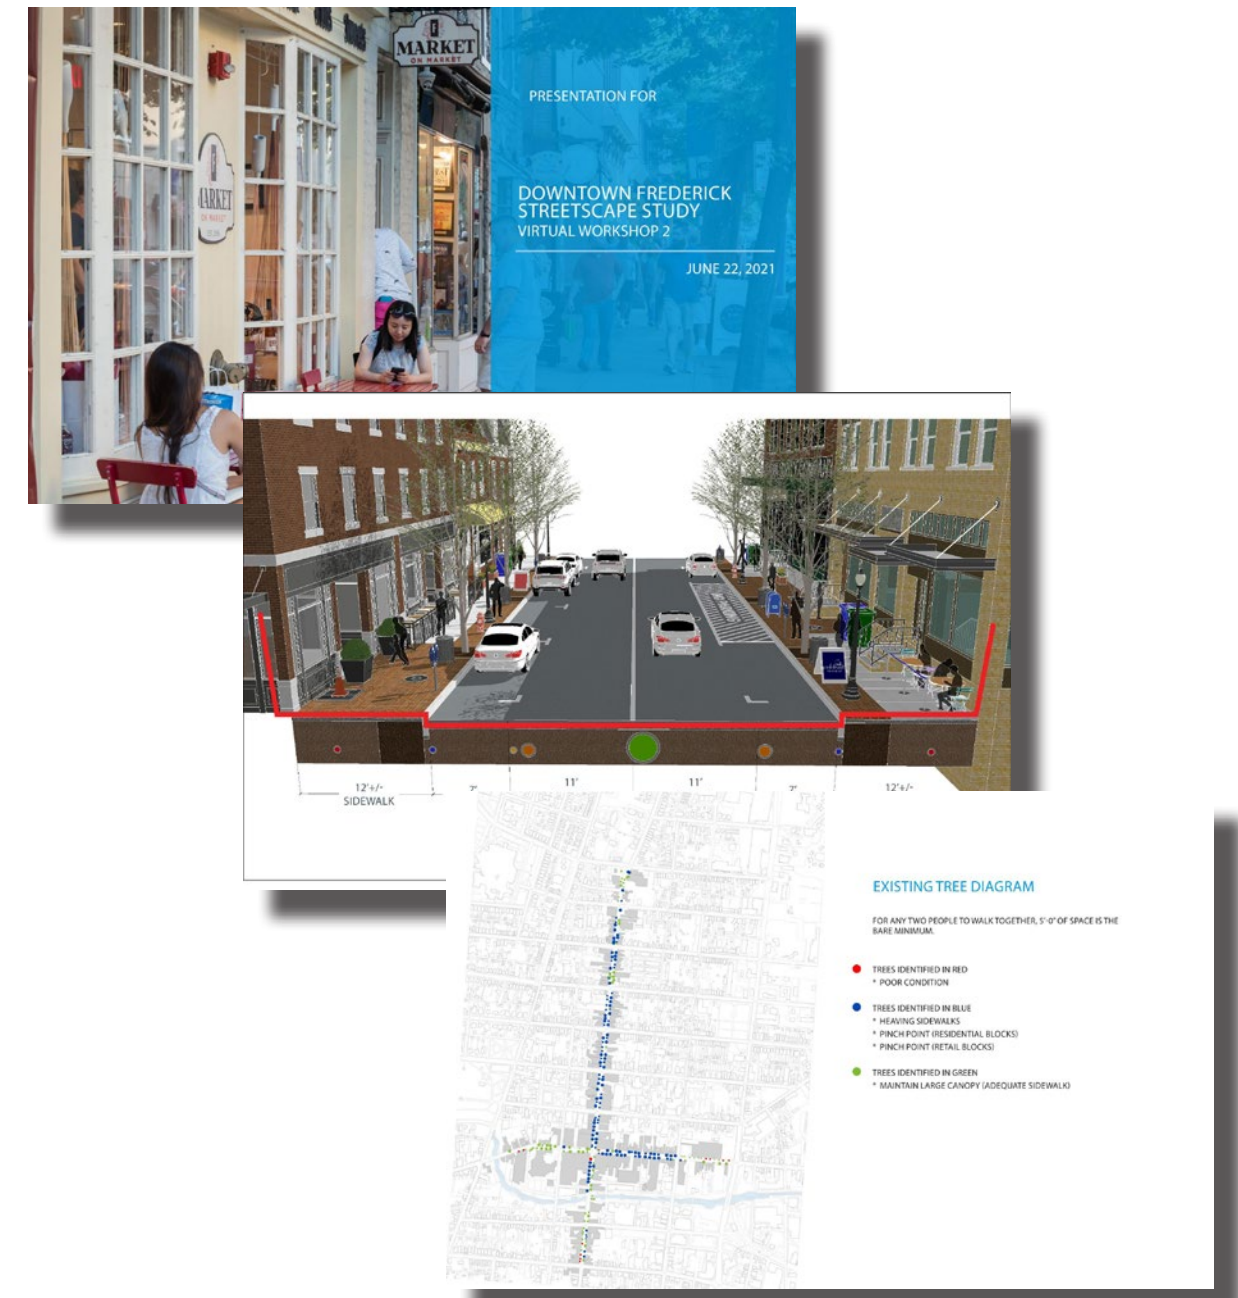 MARKET
ON MARKET
MARKET
ON MARKET
PRESENTATION FOR
DOWNTOWN FREDERICK
STREETSCAPE STUDY
VIRTUAL WORKSHOP 2
JUNE 22, 2021
12'+/-
SIDEWALK
11'
11'
12'+/-
EXISTING TREE DIAGRAM
FOR ANY TWO PEOPLE TO WALK TOGETHER, 5'-0" OF SPACE IS THE
BARE MINIMUM.
TREES IDENTIFIED IN RED
* POOR CONDITION
TREES IDENTIFIED IN BLUE
* HEAVING SIDEWALKS
* PINCH POINT (RESIDENTIAL BLOCKS)
* PINCH POINT (RETAIL BLOCKS)
TREES IDENTIFIED IN GREEN
* MAINTAIN LARGE CANOPY (ADEQUATE SIDEWALK)